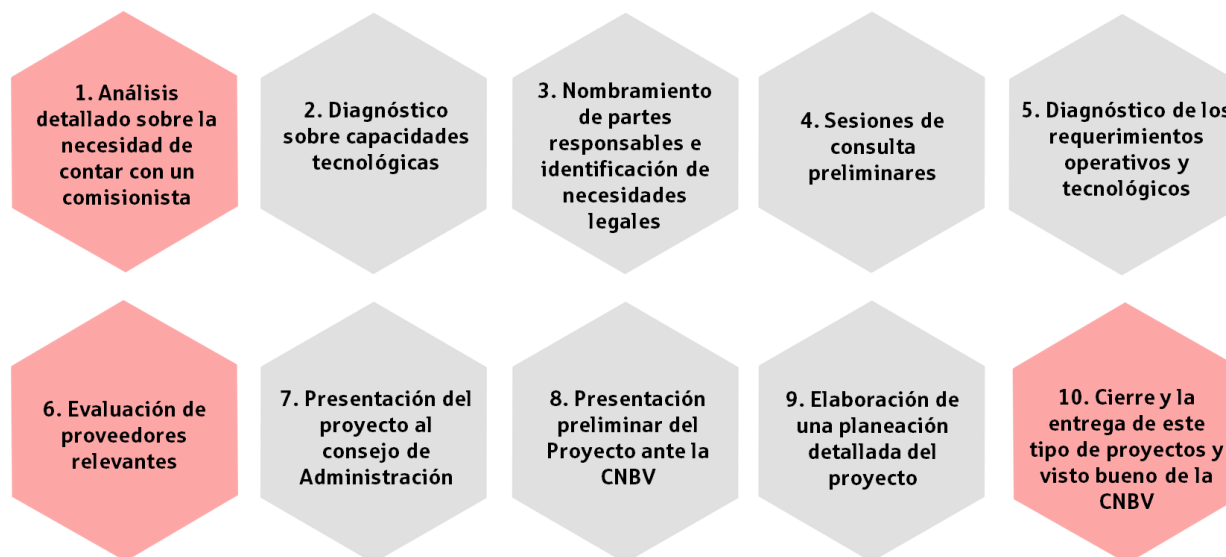 1. Análisis
detallado sobre la
necesidad de
contar con un
comisionista
2. Diagnóstico
sobre capacidades
tecnológicas
3. Nombramiento
de partes
responsables e
identificación de
necesidades
legales
4. Sesiones de
consulta
preliminares
5. Diagnóstico de los
requerimientos
operativos y
tecnológicos
6. Evaluación de
proveedores
relevantes
7. Presentación del
proyecto al
consejo de
Administración
8. Presentación
preliminar del
Proyecto ante la
CNBV
9. Elaboración de
una planeación
detallada del
proyecto
10. Cierre y la
entrega de este
tipo de proyectos y
visto bueno de la
CNBV